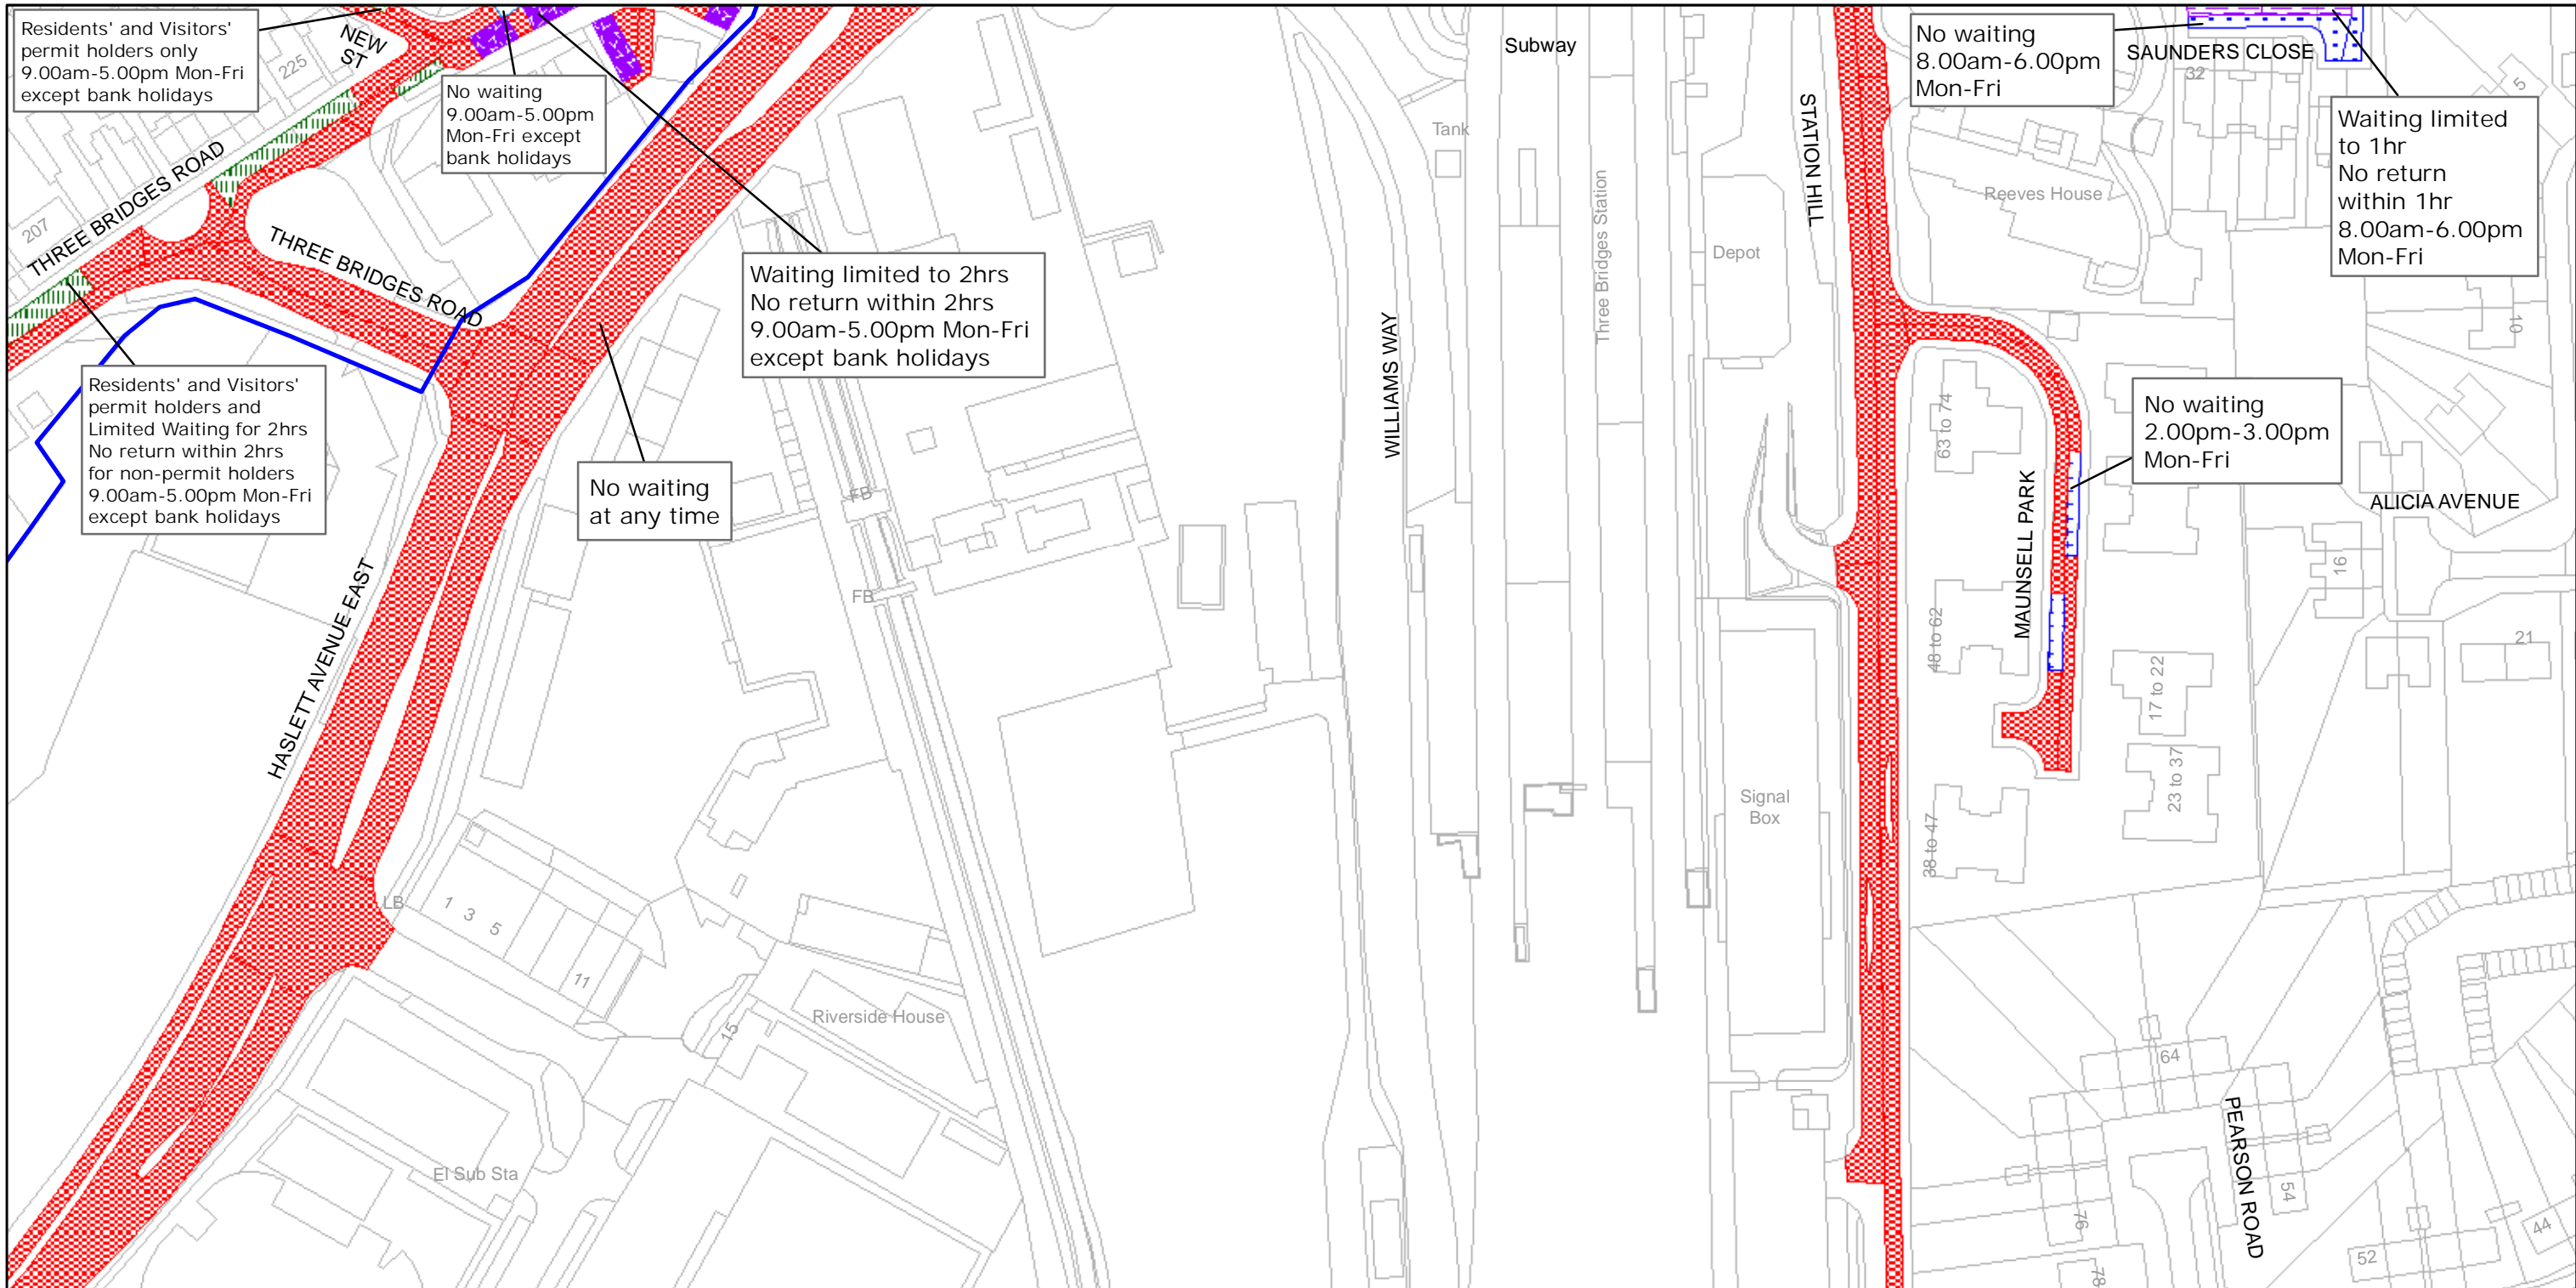 Residents' and Visitors'
permit holders only
9.00am-5.00pm Mon-Fri
except bank holidays
NEW
ST
225
No waiting
9.00am-5.00pm
Mon-Fri except
bank holidays
THREE BRIDGES ROAD
207
THREE BRIDGES ROAD
Waiting limited to 2hrs
No return within 2hrs
9.00am-5.00pm Mon-Fri
except bank holidays
Residents' and Visitors'
permit holders and
Limited Waiting for 2hrs
No return within 2hrs
for non-permit holders
9.00am-5.00pm Mon-Fri
except bank holidays
No waiting
at any time
HASLETT AVENUE EAST
FB
FB
LB
1
3
5
11
15
Riverside House
El Sub Sta
Subway
Tank
Three Bridges Station
WILLIAMS WAY
Depot
STATION HILL
Signal
Box
No waiting
8.00am-6.00pm
Mon-Fri
SAUNDERS CLOSE
32
5
Waiting limited
to 1hr
No return
within 1hr
8.00am-6.00pm
Mon-Fri
Reeves House
10
No waiting
2.00pm-3.00pm
Mon-Fri
63 to 74
MAUNSELL PARK
ALICIA AVENUE
16
48 to 62
21
17 to 22
23 to 37
38 to 47
64
PEARSON ROAD
54
76
44
52
78